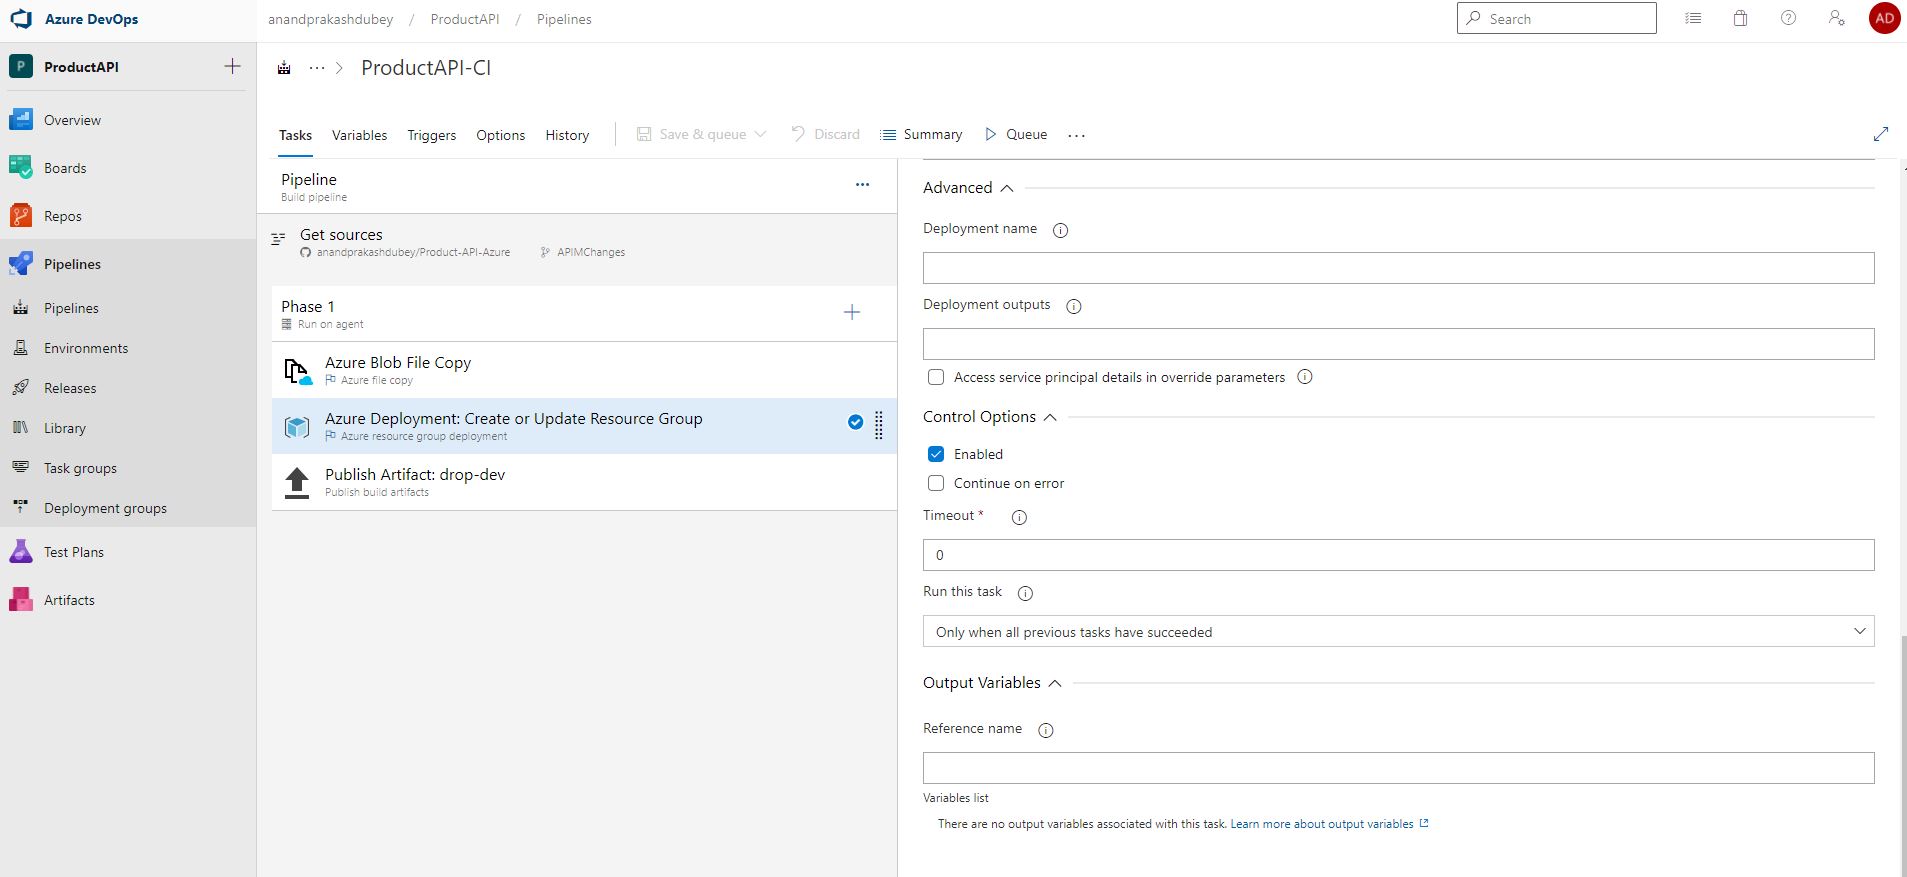 Azure DevOps
anandprakashdubey / ProductAPI / Pipelines
Search
AD
P ProductAPI
Overview
Boards
Repos
Pipelines
Pipelines
Environments
Releases
Library
Task groups
Deployment groups
Test Plans
Artifacts
··· > ProductAPI-CI
Tasks Variables Triggers Options History Save & queue Discard Summary Queue ...
Pipeline
Build pipeline
Get sources
anandprakashdubey/Product-API-Azure APIMChanges
Phase 1
Run on agent
Azure Blob File Copy
Azure file copy
Azure Deployment: Create or Update Resource Group
Azure resource group deployment
Publish Artifact: drop-dev
Publish build artifacts
Advanced
Deployment name
Deployment outputs
Access service principal details in override parameters
Control Options
Enabled
Continue on error
Timeout *
0
Run this task
Only when all previous tasks have succeeded
Output Variables
Reference name
Variables list
There are no output variables associated with this task. Learn more about output variables